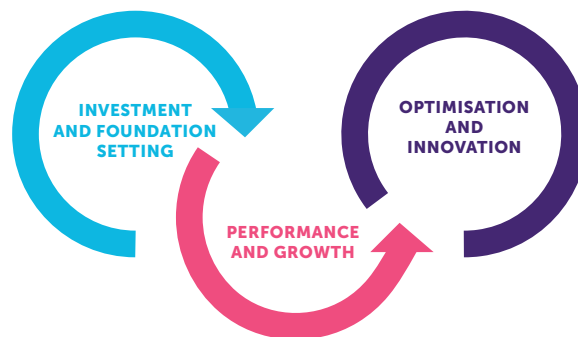 INVESTMENT
AND FOUNDATION
SETTING
PERFORMANCE
AND GROWTH
OPTIMISATION
AND
INNOVATION